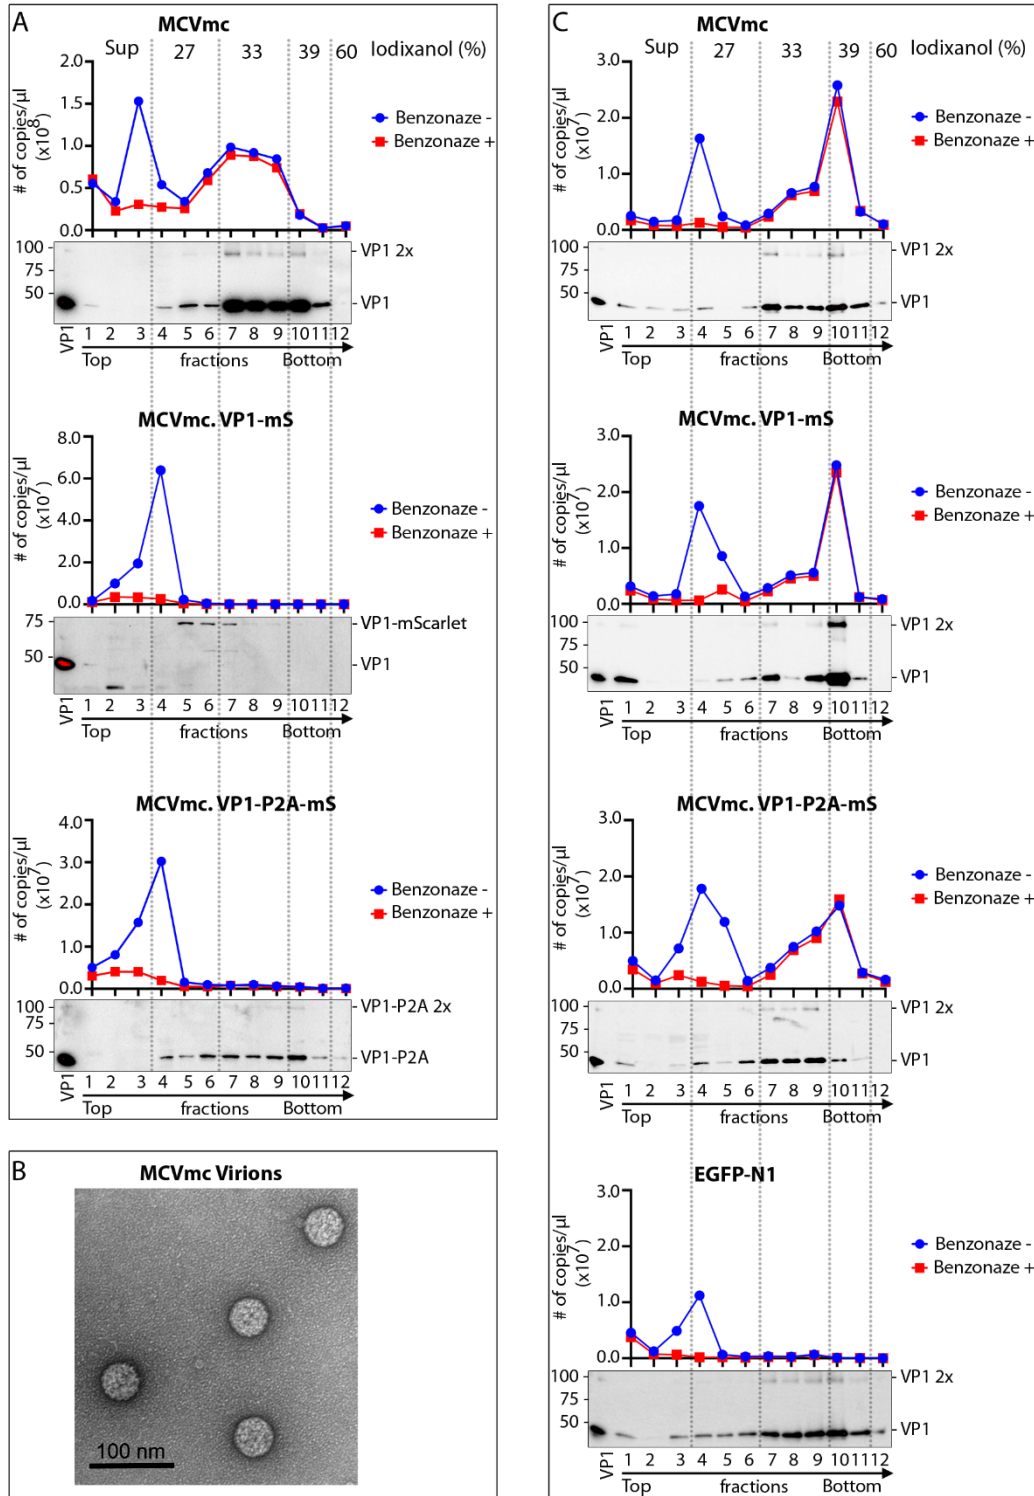 A
MCVmc
Sup 27 33 39 60 Iodixanol (%)
# of copies/µl
(x10⁸)
2.0
1.5
1.0
0.5
0.0
Benzonaze -
Benzonaze +
100
75
50
VP1 2x
VP1
VP1 1 2 3 4 5 6 7 8 9 10 11 12
Top fractions Bottom
MCVmc. VP1-mS
# of copies/µl
(x10⁷)
8.0
6.0
4.0
2.0
0.0
Benzonaze -
Benzonaze +
75
50
VP1-mScarlet
VP1
VP1 1 2 3 4 5 6 7 8 9 10 11 12
Top fractions Bottom
MCVmc. VP1-P2A-mS
# of copies/µl
(x10⁷)
4.0
3.0
2.0
1.0
0.0
Benzonaze -
Benzonaze +
100
75
50
VP1-P2A 2x
VP1-P2A
VP1 1 2 3 4 5 6 7 8 9 10 11 12
Top fractions Bottom
B
MCVmc Virions
100 nm
C
MCVmc
Sup 27 33 39 60 Iodixanol (%)
# of copies/µl
(x10⁷)
3.0
2.0
1.0
0.0
Benzonaze -
Benzonaze +
100
75
50
VP1 2x
VP1
VP1 1 2 3 4 5 6 7 8 9 10 11 12
Top fractions Bottom
MCVmc. VP1-mS
# of copies/µl
(x10⁷)
3.0
2.0
1.0
0.0
Benzonaze -
Benzonaze +
100
75
50
VP1 2x
VP1
VP1 1 2 3 4 5 6 7 8 9 10 11 12
Top fractions Bottom
MCVmc. VP1-P2A-mS
# of copies/µl
(x10⁷)
3.0
2.0
1.0
0.0
Benzonaze -
Benzonaze +
100
75
50
VP1 2x
VP1
VP1 1 2 3 4 5 6 7 8 9 10 11 12
Top fractions Bottom
EGFP-N1
# of copies/µl
(x10⁷)
3.0
2.0
1.0
0.0
Benzonaze -
Benzonaze +
100
75
50
VP1 2x
VP1
VP1 1 2 3 4 5 6 7 8 9 10 11 12
Top fractions Bottom